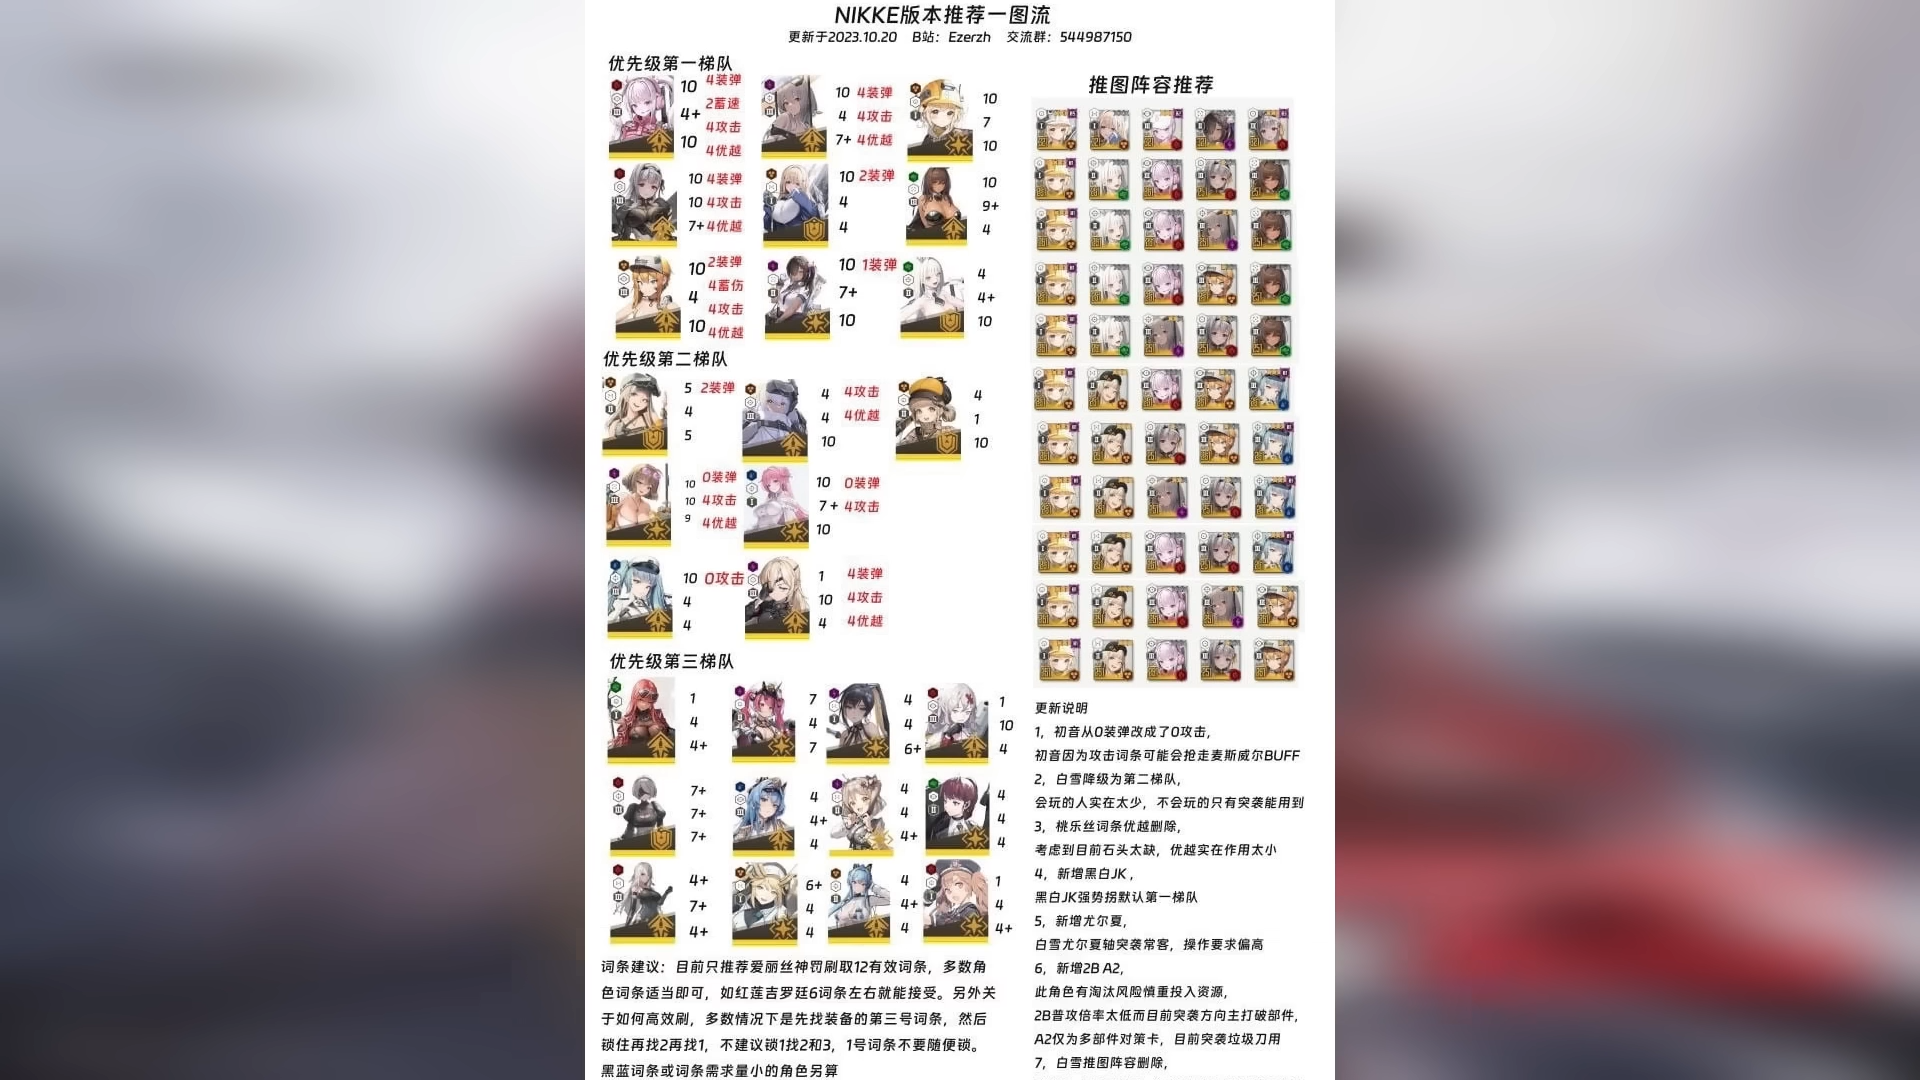 NIKKE版本推荐一图流
更新于2023.10.20 B站：Ezerzh 交流群：544987150
优先级第一梯队
10 4装弹
4+ 2蓄速
10 4攻击
4优越
10 4装弹
4 4攻击
7+ 4优越
10
7
10
10 4装弹
10 4攻击
7+ 4优越
10 2装弹
4
4
10
9+
4
10 2装弹
4 4蓄伤
10 4攻击
4优越
10 1装弹
7+
10
4
4+
10
优先级第二梯队
5 2装弹
4
5
4 4攻击
4 4优越
10
4
1
10
10 0装弹
10 4攻击
9 4优越
10 0装弹
7+ 4攻击
10
10 0攻击
4
4
1 4装弹
10 4攻击
4 4优越
优先级第三梯队
1
4
4+
7
4
7
4
4
6+
1
10
4
7+
7+
7+
4
4+
4
4
4
4+
4
4
4
4+
7+
4+
6+
4
4
4
4+
4
1
4
4+
词条建议：目前只推荐爱丽丝神罚刷取12有效词条，多数角
色词条适当即可，如红莲吉罗廷6词条左右就能接受。另外关
于如何高效刷，多数情况下是先找装备的第三号词条，然后
锁住再找2再找1，不建议锁1找2和3，1号词条不要随便锁。
黑蓝词条或词条需求量小的角色另算
推图阵容推荐
更新说明
1，初音从0装弹改成了0攻击，
初音因为攻击词条可能会抢走麦斯威尔BUFF
2，白雪降级为第二梯队，
会玩的人实在太少，不会玩的只有突袭能用到
3，桃乐丝词条优越删除，
考虑到目前石头太缺，优越实在作用太小
4，新增黑白JK，
黑白JK强势拐默认第一梯队
5，新增尤尔夏，
白雪尤尔夏轴突袭常客，操作要求偏高
6，新增2B A2，
此角色有淘汰风险慎重投入资源，
2B普攻倍率太低而目前突袭方向主打破部件，
A2仅为多部件对策卡，目前突袭垃圾刀用
7，白雪推图阵容删除，